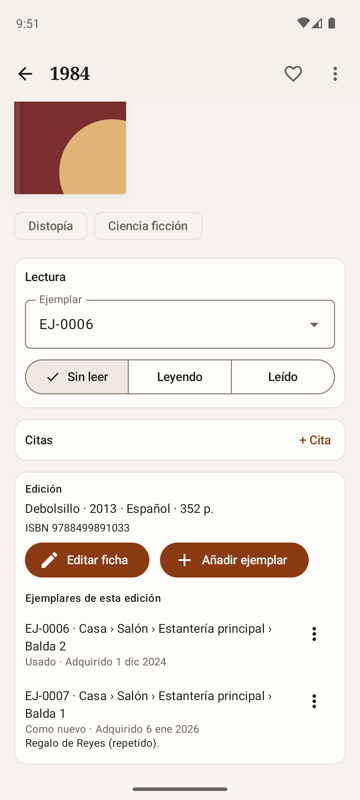 9:51
1984
Distopía
Ciencia ficción
Lectura
Ejemplar
EJ-0006
Sin leer
Leyendo
Leído
Citas
+ Cita
Edición
Debolsillo · 2013 · Español · 352 p.
ISBN 9788499891033
Editar ficha
Añadir ejemplar
Ejemplares de esta edición
EJ-0006 · Casa › Salón › Estantería principal ›
Balda 2
Usado · Adquirido 1 dic 2024
EJ-0007 · Casa › Salón › Estantería principal ›
Balda 1
Como nuevo · Adquirido 6 ene 2026
Regalo de Reyes (repetido).